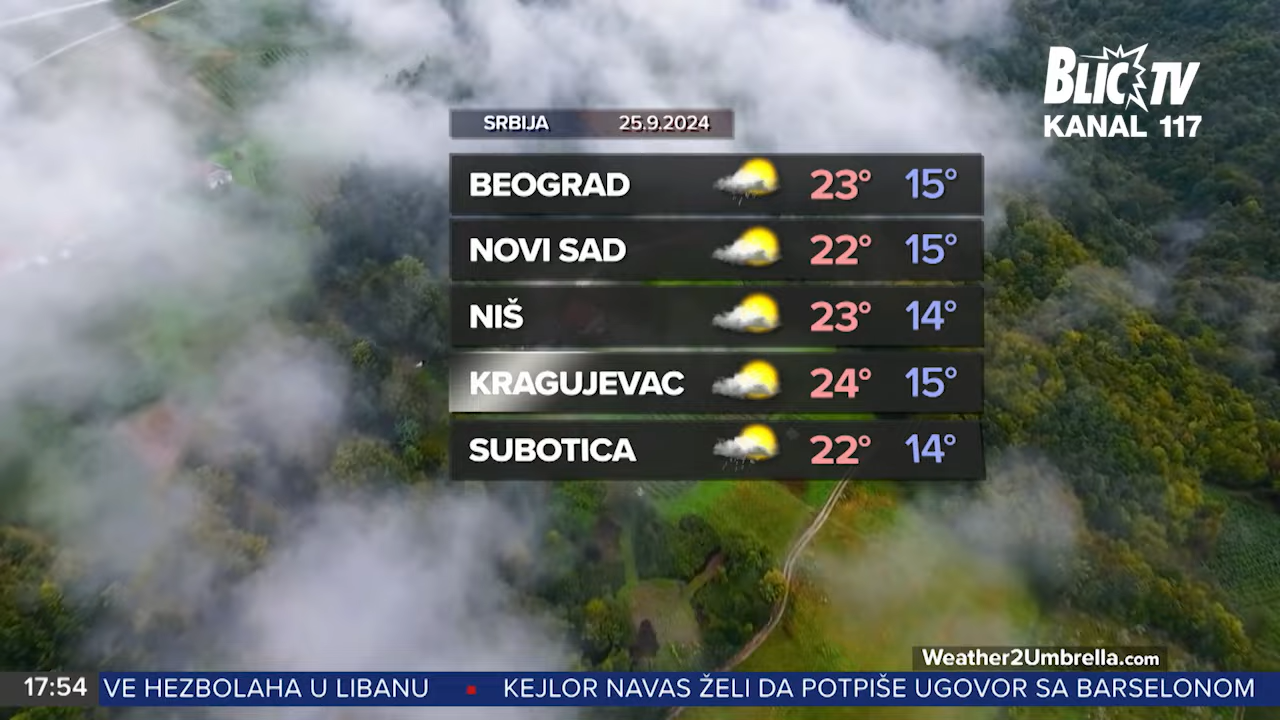 BLIC TV
KANAL 117
SRBIJA 25.9.2024
BEOGRAD 23° 15°
NOVI SAD 22° 15°
NIŠ 23° 14°
KRAGUJEVAC 24° 15°
SUBOTICA 22° 14°
Weather2Umbrella.com
17:54 VE HEZBOLAHA U LIBANU ▪ KEJLOR NAVAS ŽELI DA POTPIŠE UGOVOR SA BARSELONOM